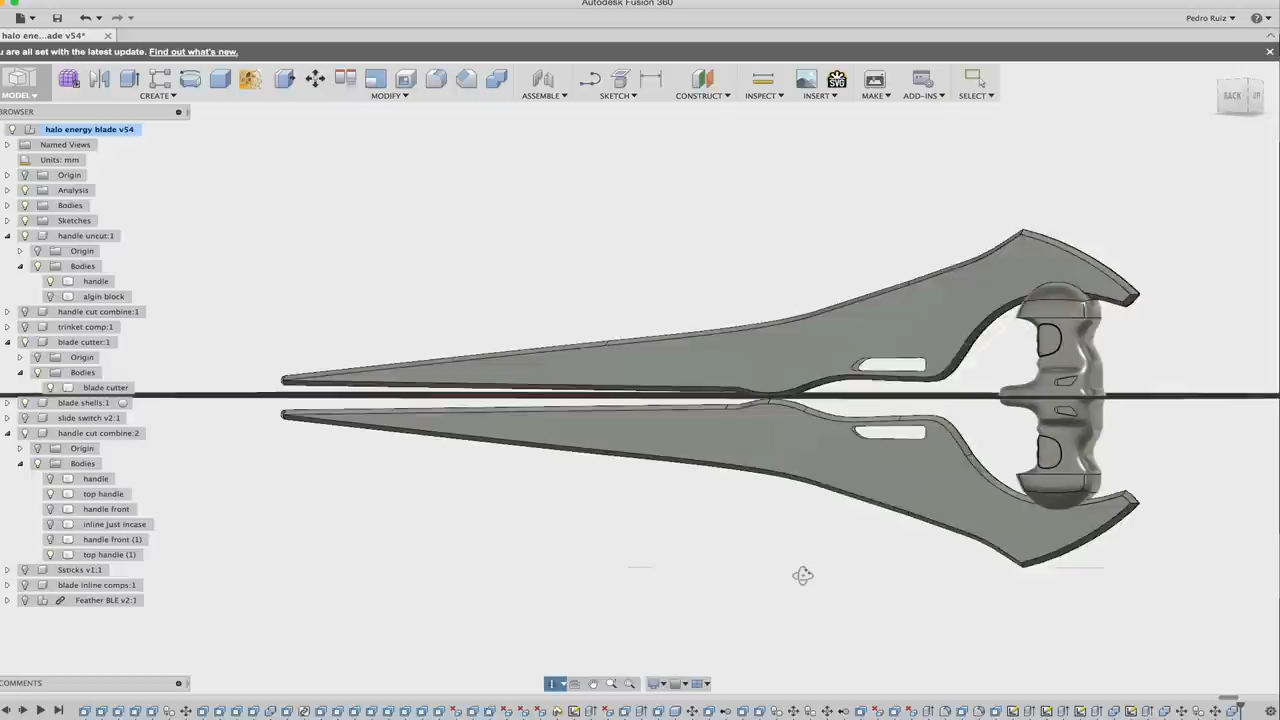 Autodesk Fusion 360
Pedro Ruiz
halo ene...ade v54*
u are all set with the latest update. Find out what's new.
MODEL
CREATE
MODIFY
ASSEMBLE
SKETCH
CONSTRUCT
INSPECT
INSERT
MAKE
ADD-INS
SELECT
SVG
BACK
BROWSER
halo energy blade v54
Named Views
Units: mm
Origin
Analysis
Bodies
Sketches
handle uncut:1
Origin
Bodies
handle
algin block
handle cut combine:1
trinket comp:1
blade cutter:1
Origin
Bodies
blade cutter
blade shells:1
slide switch v2:1
handle cut combine:2
Origin
Bodies
handle
top handle
handle front
inline just incase
handle front (1)
top handle (1)
Ssticks v1:1
blade inline comps:1
Feather BLE v2:1
COMMENTS